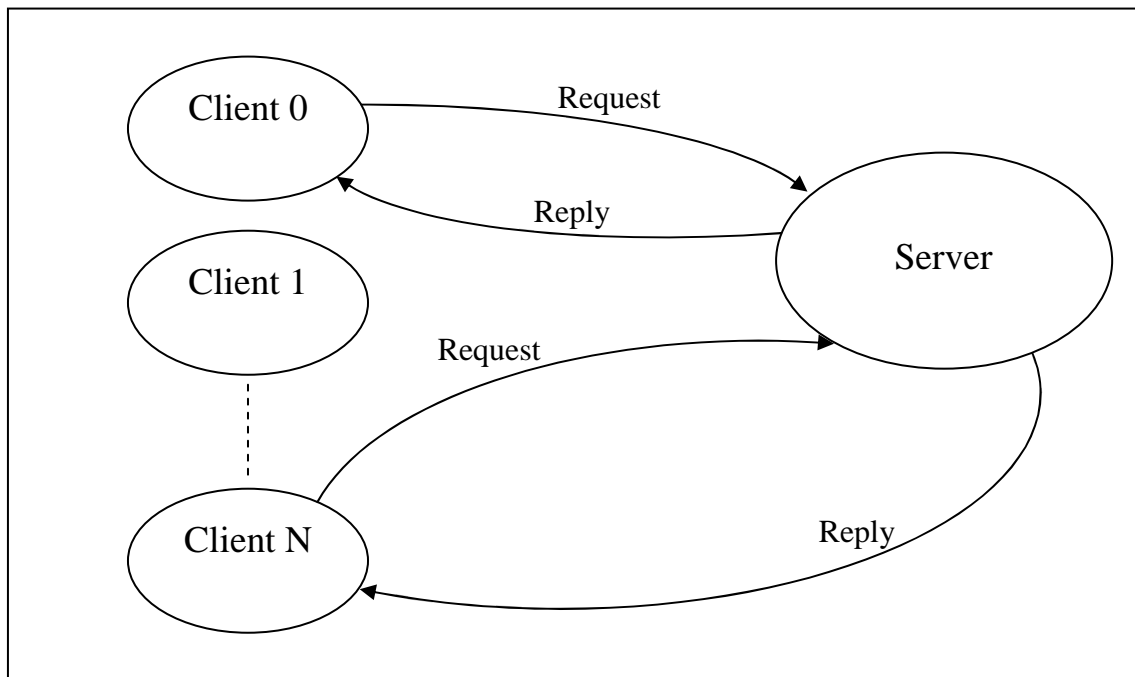 Client 0
Request
Reply
Server
Client 1
Request
Client N
Reply